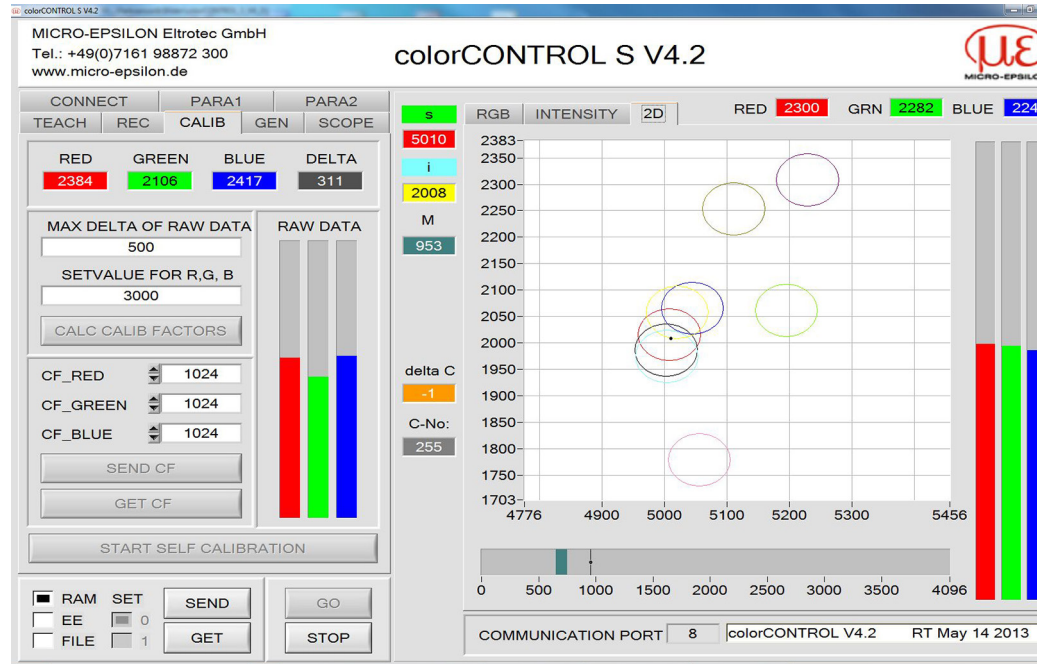 colorCONTROL S V4.2
MICRO-EPSILON Eltrotec GmbH
Tel.: +49(0)7161 98872 300
www.micro-epsilon.de
colorCONTROL S V4.2
με
MICRO-EPSILO
CONNECT PARA1 PARA2
TEACH REC CALIB GEN SCOPE
RED GREEN BLUE DELTA
2384 2106 2417 311
MAX DELTA OF RAW DATA
500
SETVALUE FOR R,G, B
3000
CALC CALIB FACTORS
RAW DATA
CF_RED 1024
CF_GREEN 1024
CF_BLUE 1024
SEND CF
GET CF
START SELF CALIBRATION
RAM SET
EE 0
FILE 1
SEND
GET
GO
STOP
s
5010
i
2008
M
953
delta C
-1
C-No:
255
RGB INTENSITY 2D
RED 2300 GRN 2282 BLUE 224
2383
2350
2300
2250
2200
2150
2100
2050
2000
1950
1900
1850
1800
1750
1703
4776 4900 5000 5100 5200 5300 5456
0 500 1000 1500 2000 2500 3000 3500 4096
COMMUNICATION PORT 8 colorCONTROL V4.2 RT May 14 2013